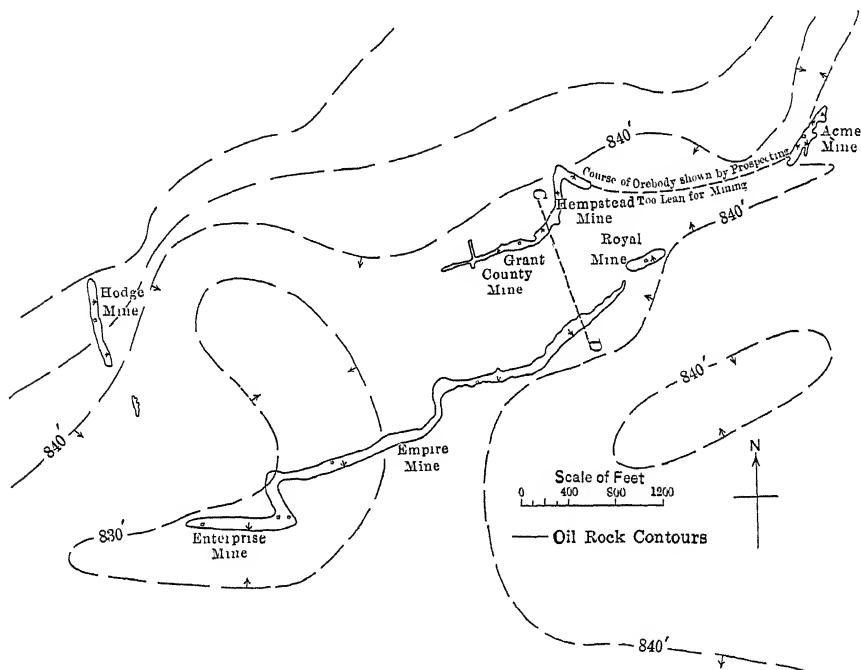 840'
Acme
Mine
Course of Orebody shown by Prospecting
Too Lean for Mining
C
Hempstead
Mine
840'
Royal
Mine
Grant
County
Mine
Hodge
Mine
D
840'
840'
Empire
Mine
N
Scale of Feet
0 400 800 1200
Oil Rock Contours
830'
Enterprise
Mine
840'